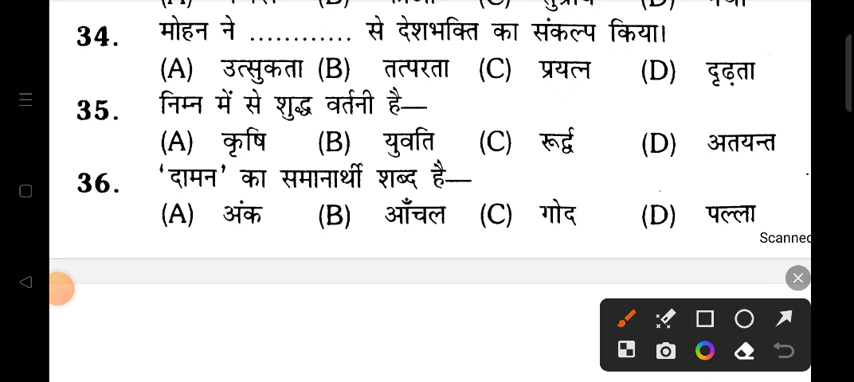 34. मोहन ने ............ से देशभक्ति का संकल्प किया।
(A) उत्सुकता (B) तत्परता (C) प्रयत्न (D) दृढ़ता
35. निम्न में से शुद्ध वर्तनी है—
(A) कृषि (B) युवति (C) रूर्द्व (D) अतयन्त
36. 'दामन' का समानार्थी शब्द है—
(A) अंक (B) आँचल (C) गोद (D) पल्ला
Scanned